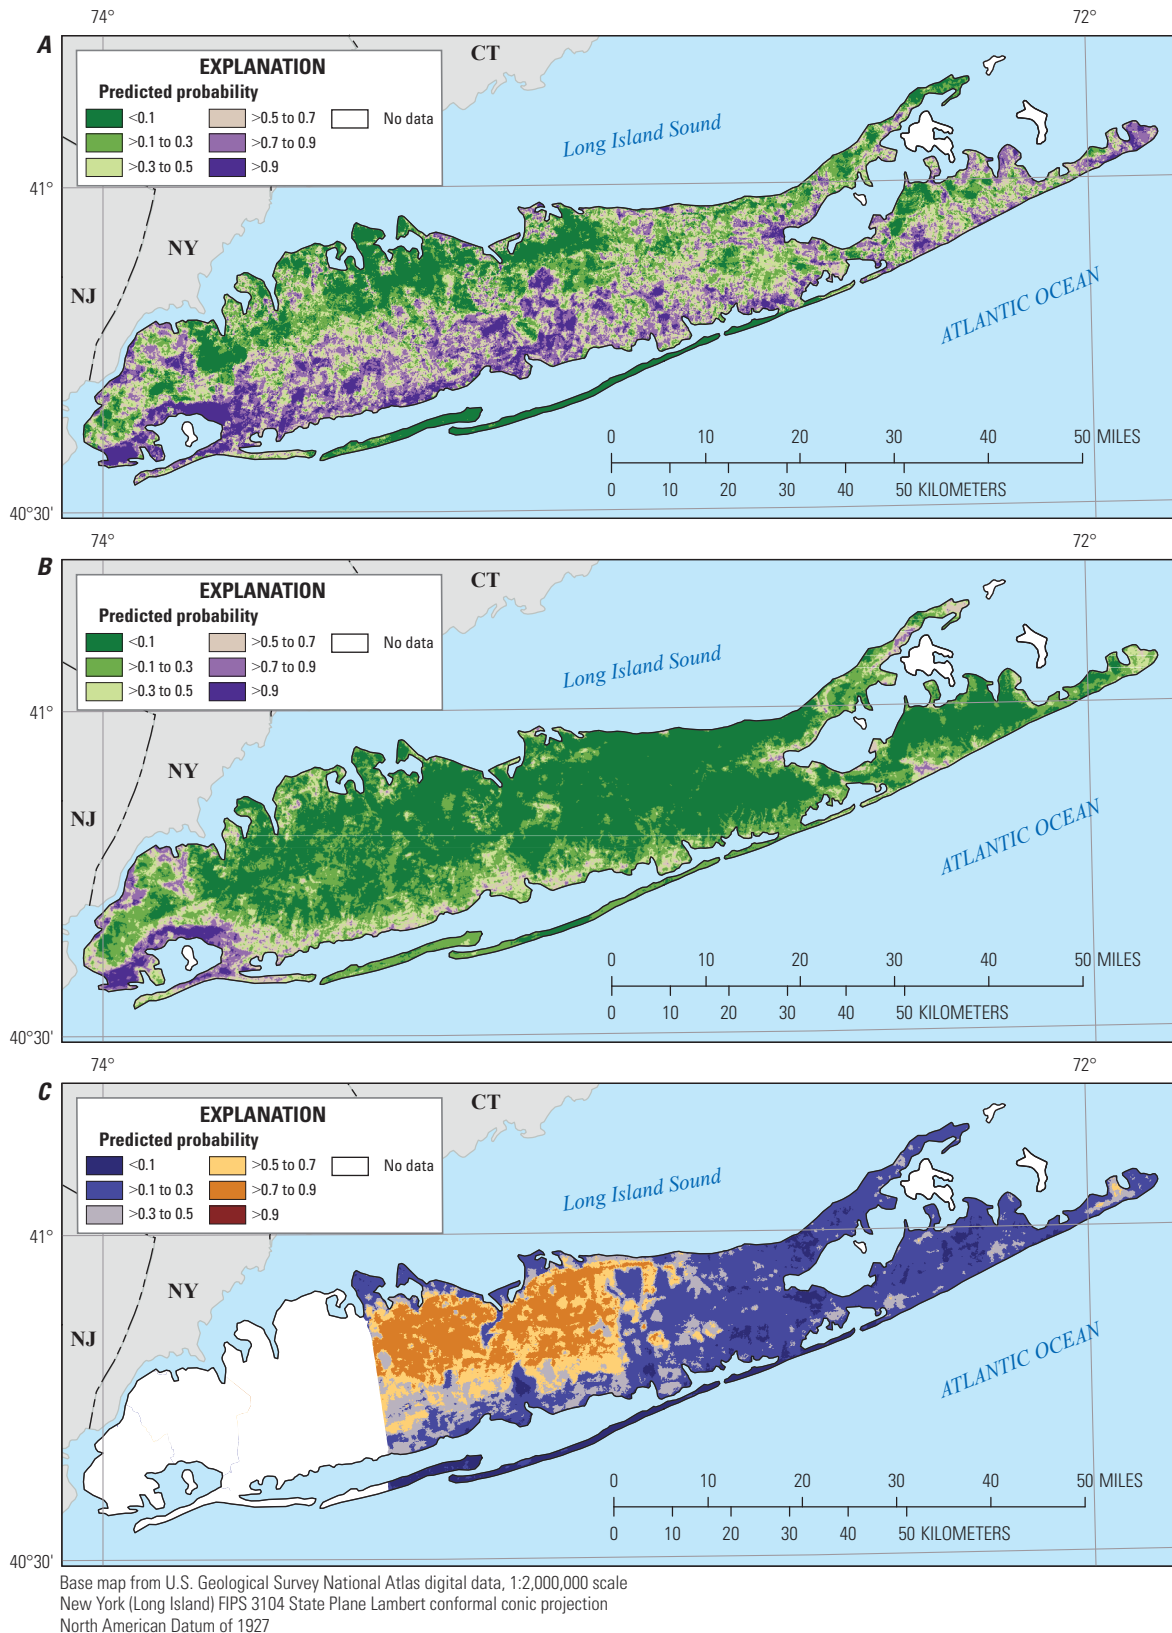 74°
72°
A
EXPLANATION
Predicted probability
<0.1
>0.1 to 0.3
>0.3 to 0.5
>0.5 to 0.7
>0.7 to 0.9
>0.9
No data
CT
Long Island Sound
41°
NY
NJ
ATLANTIC OCEAN
0 10 20 30 40 50 MILES
0 10 20 30 40 50 KILOMETERS
40°30'
74°
72°
B
EXPLANATION
Predicted probability
<0.1
>0.1 to 0.3
>0.3 to 0.5
>0.5 to 0.7
>0.7 to 0.9
>0.9
No data
CT
Long Island Sound
41°
NY
NJ
ATLANTIC OCEAN
0 10 20 30 40 50 MILES
0 10 20 30 40 50 KILOMETERS
40°30'
74°
72°
C
EXPLANATION
Predicted probability
<0.1
>0.1 to 0.3
>0.3 to 0.5
>0.5 to 0.7
>0.7 to 0.9
>0.9
No data
CT
Long Island Sound
41°
NY
NJ
ATLANTIC OCEAN
0 10 20 30 40 50 MILES
0 10 20 30 40 50 KILOMETERS
40°30'
Base map from U.S. Geological Survey National Atlas digital data, 1:2,000,000 scale
New York (Long Island) FIPS 3104 State Plane Lambert conformal conic projection
North American Datum of 1927